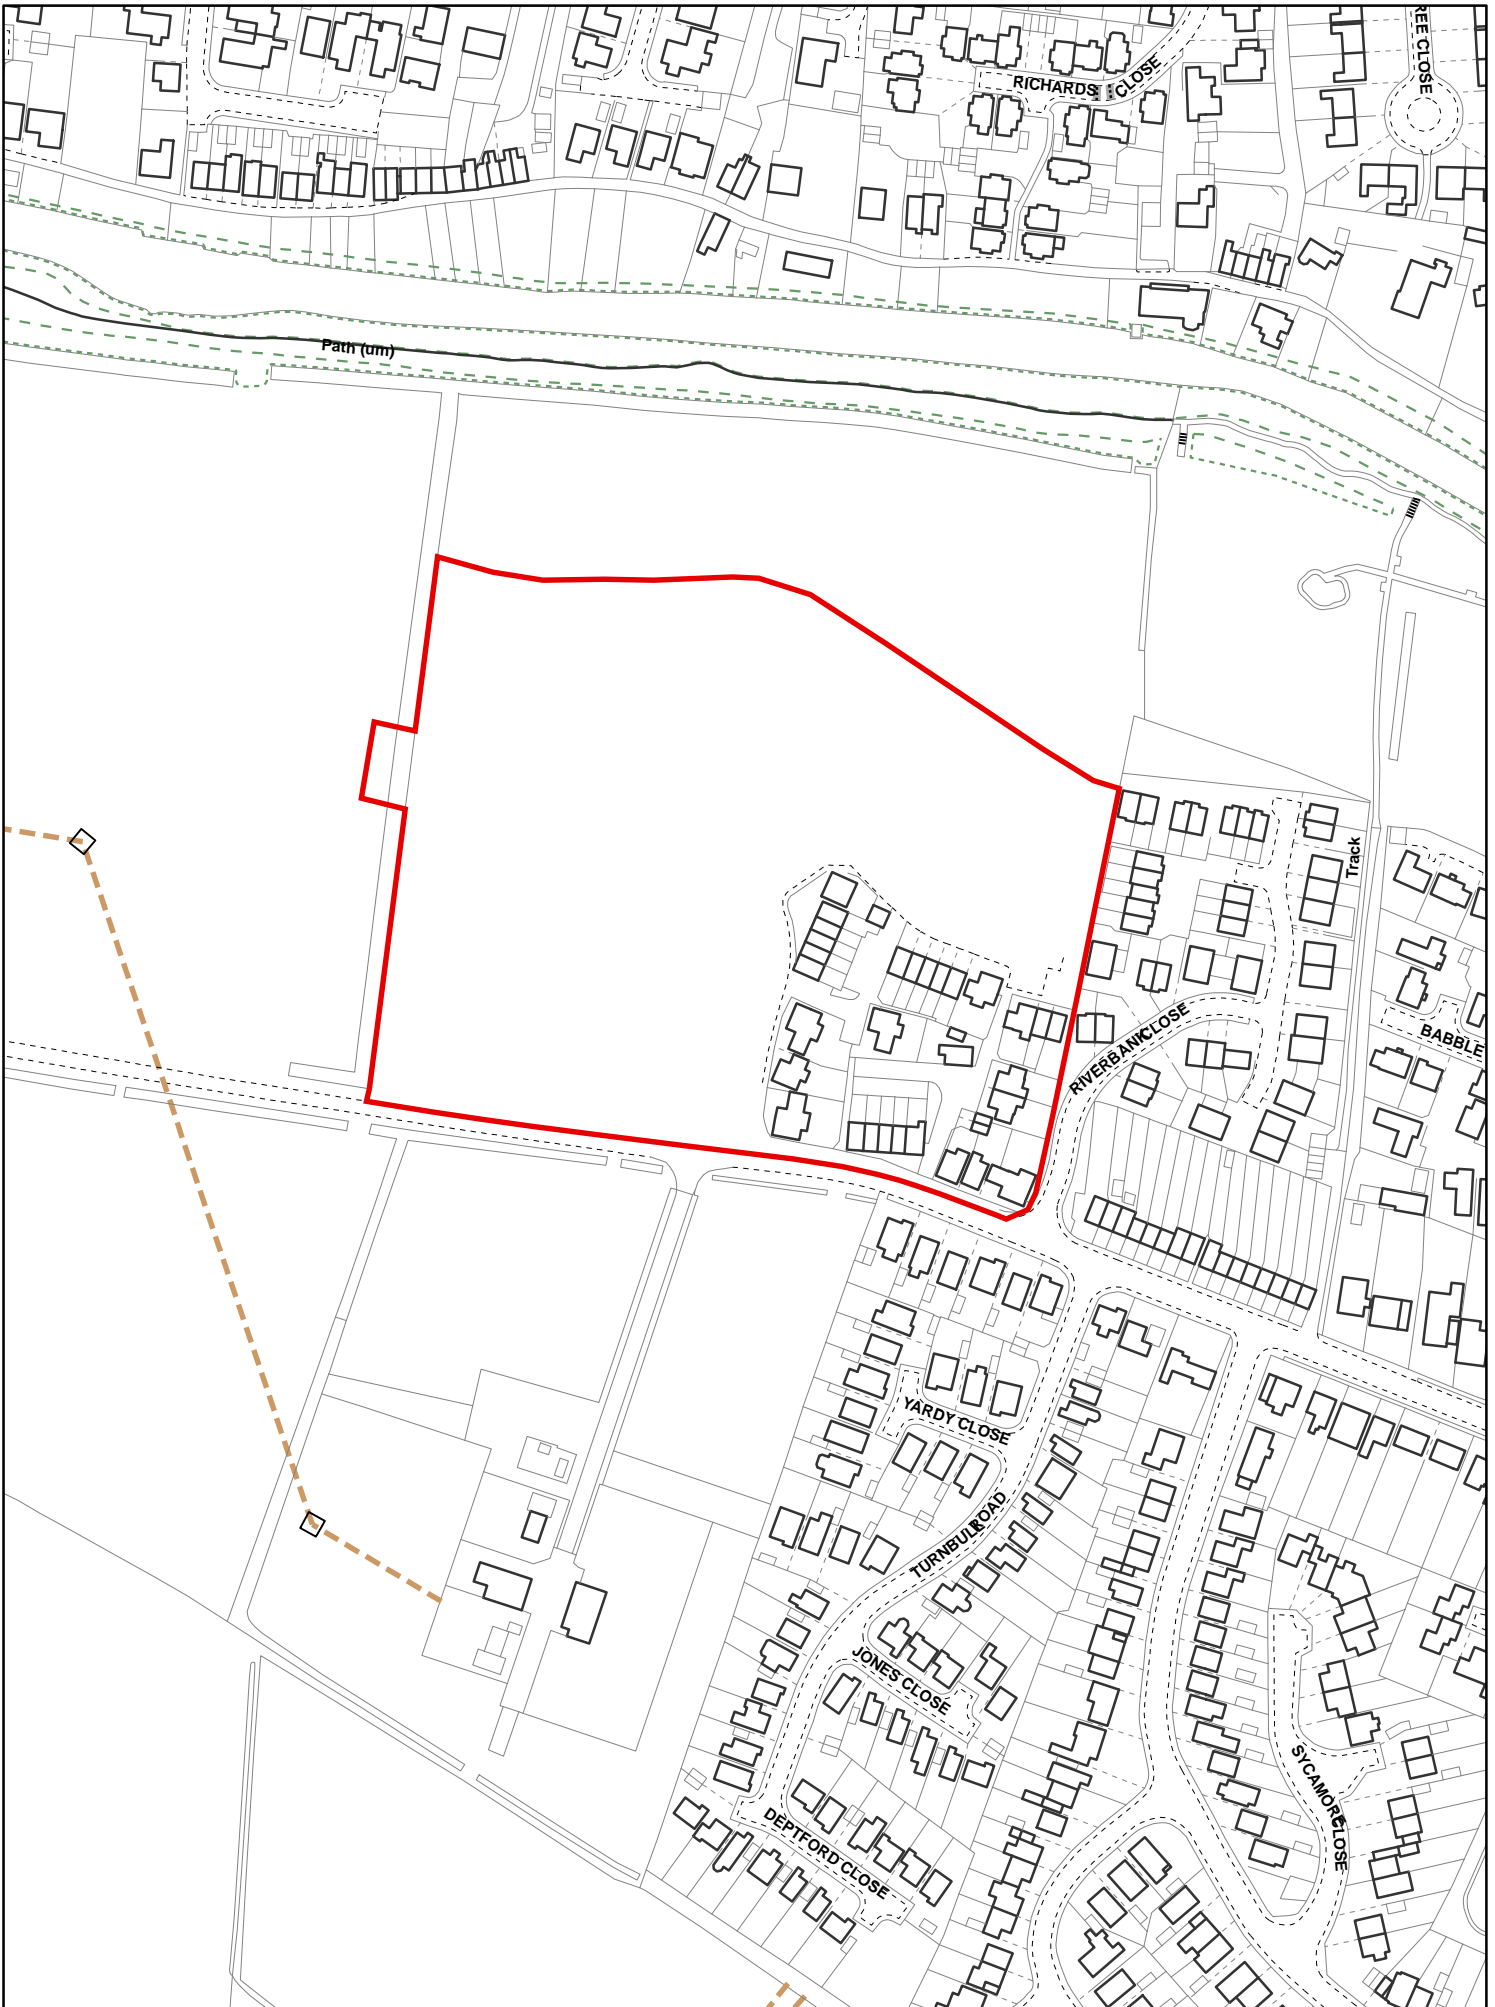 REE CLOSE
RICHARDS CLOSE
Path (um)
Track
RIVERBANK CLOSE
BABBLE
YARDY CLOSE
TURNBULL ROAD
JONES CLOSE
SYCAMORE CLOSE
DEPTFORD CLOSE